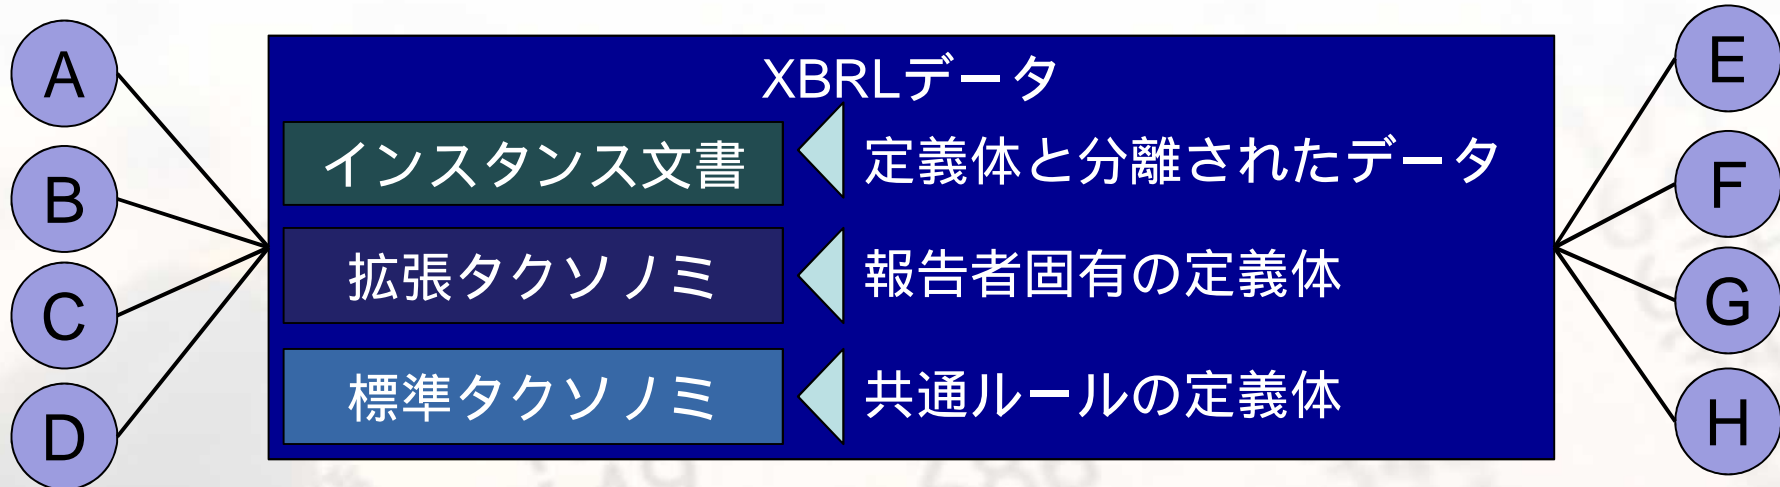 XBRLデータ
A
B
C
D
インスタンス文書
定義体と分離されたデータ
拡張タクソノミ
報告者固有の定義体
標準タクソノミ
共通ルールの定義体
E
F
G
H